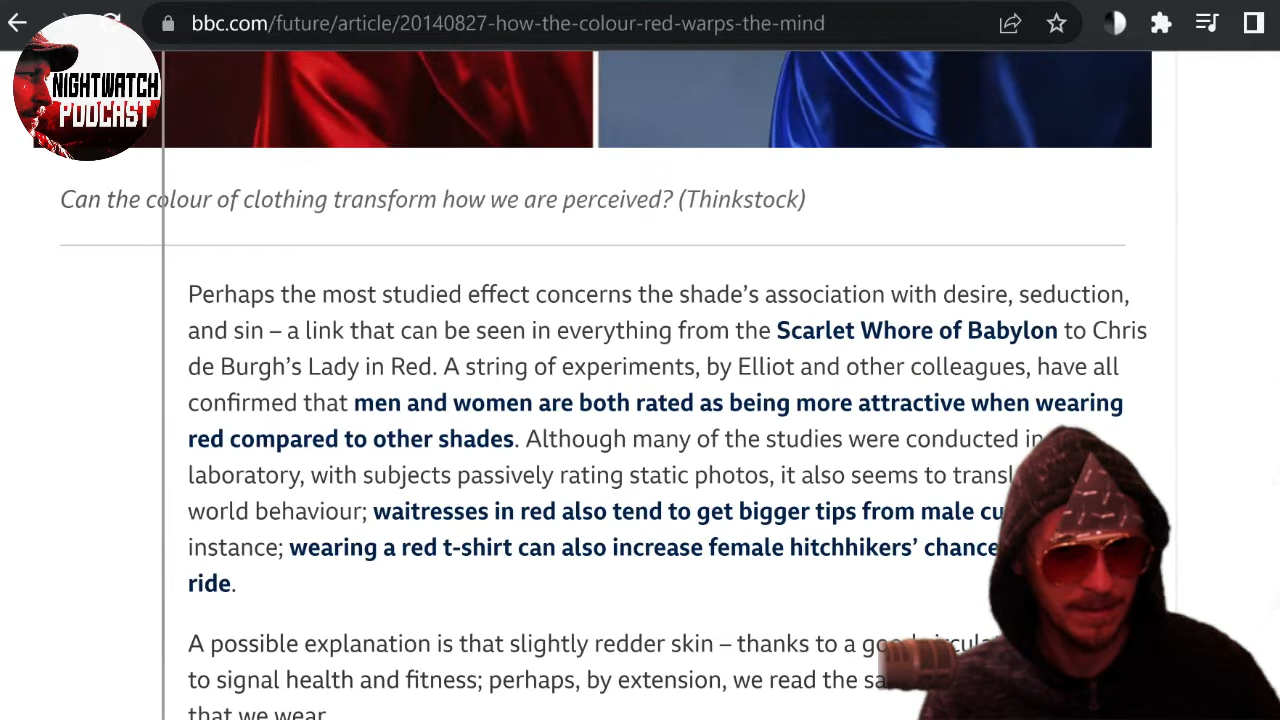 bbc.com/future/article/20140827-how-the-colour-red-warps-the-mind
NIGHTWATCH
PODCAST
Can the colour of clothing transform how we are perceived? (Thinkstock)
Perhaps the most studied effect concerns the shade’s association with desire, seduction,
and sin – a link that can be seen in everything from the Scarlet Whore of Babylon to Chris
de Burgh’s Lady in Red. A string of experiments, by Elliot and other colleagues, have all
confirmed that men and women are both rated as being more attractive when wearing
red compared to other shades. Although many of the studies were conducted in
laboratory, with subjects passively rating static photos, it also seems to
world behaviour; waitresses in red also tend to get bigger tips from male
instance; wearing a red t-shirt can also increase female hitchhikers’
ride.
A possible explanation is that slightly redder skin – thanks to a
to signal health and fitness; perhaps, by extension, we read the
that we wear.